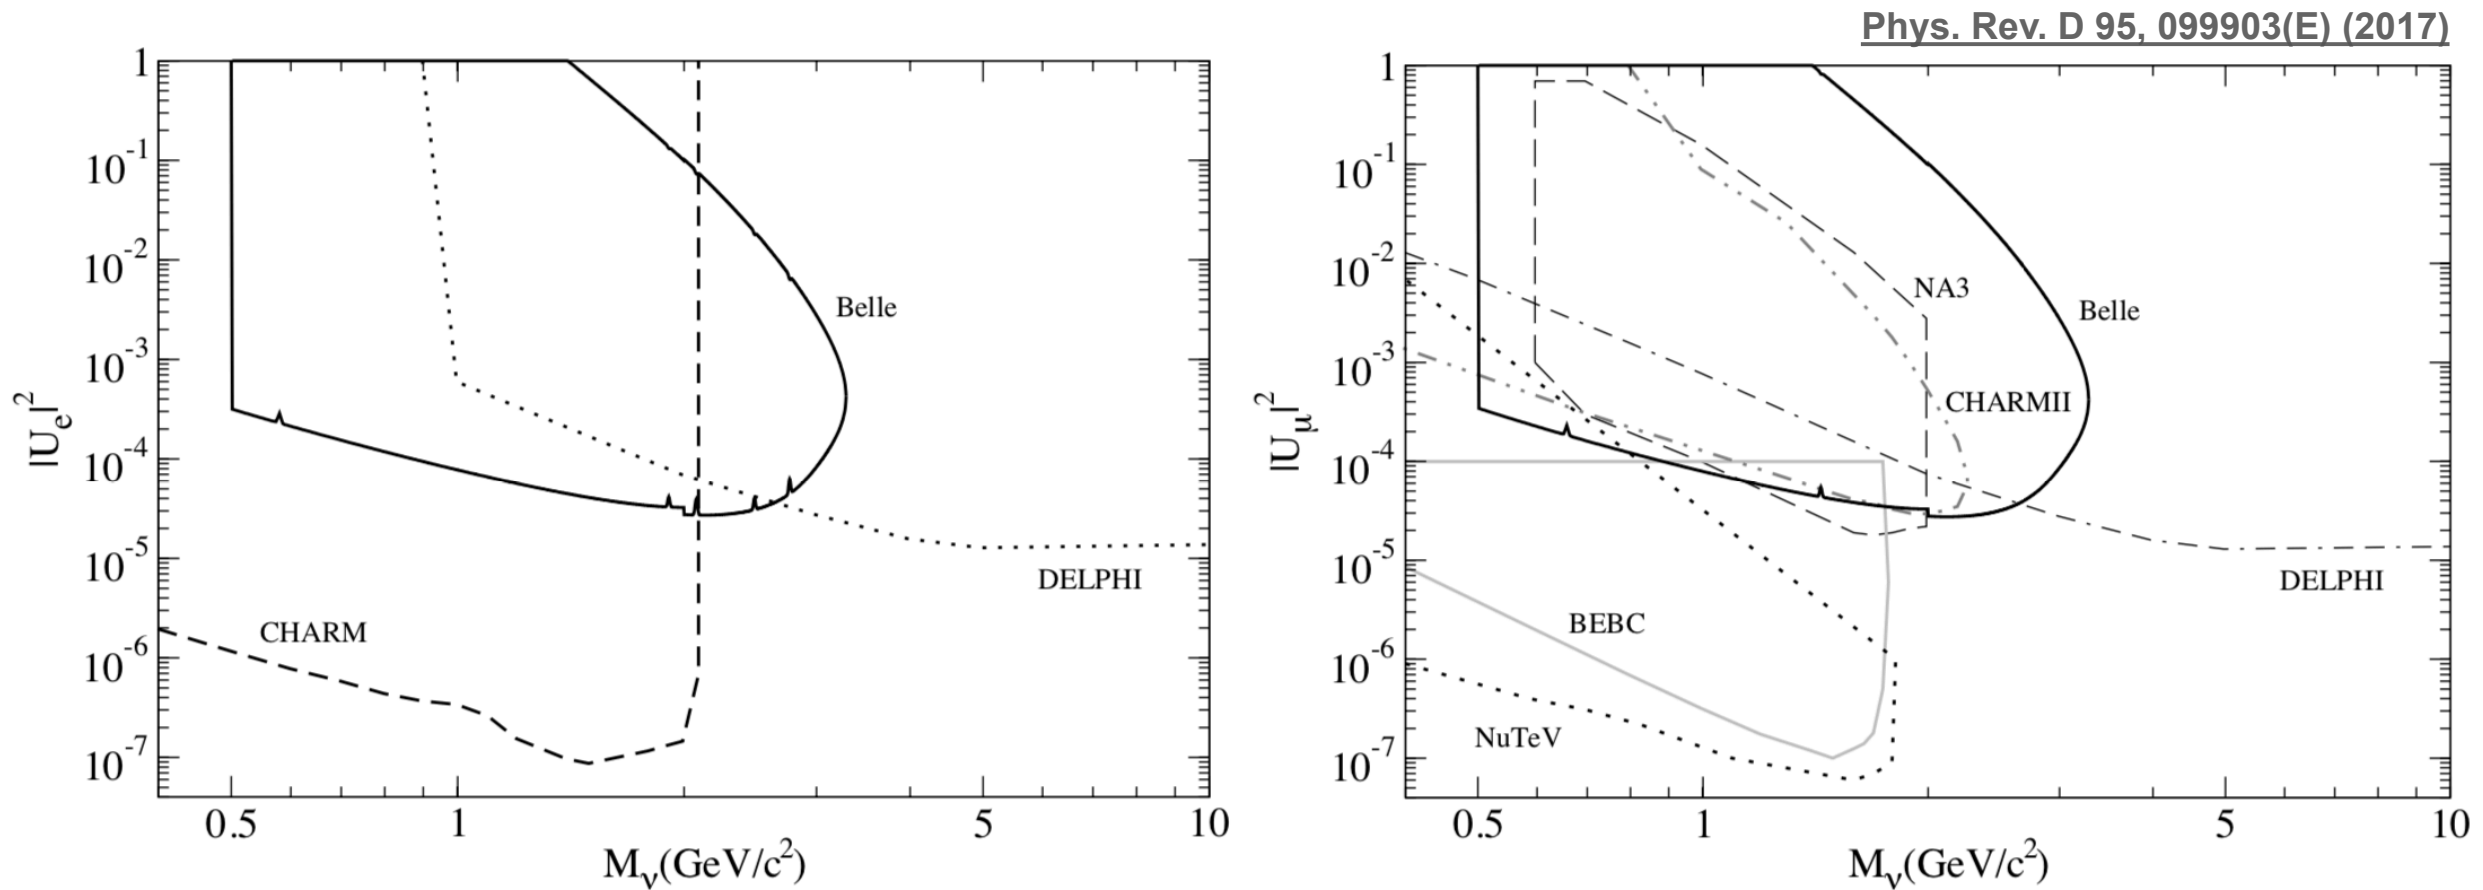 Phys. Rev. D 95, 099903(E) (2017)
|U_e|^2
1
10^-1
10^-2
10^-3
10^-4
10^-5
10^-6
10^-7
Belle
DELPHI
CHARM
0.5 1 5 10
M_ν(GeV/c^2)
|U_μ|^2
1
10^-1
10^-2
10^-3
10^-4
10^-5
10^-6
10^-7
NA3
Belle
CHARMII
DELPHI
BEBC
NuTeV
0.5 1 5 10
M_ν(GeV/c^2)